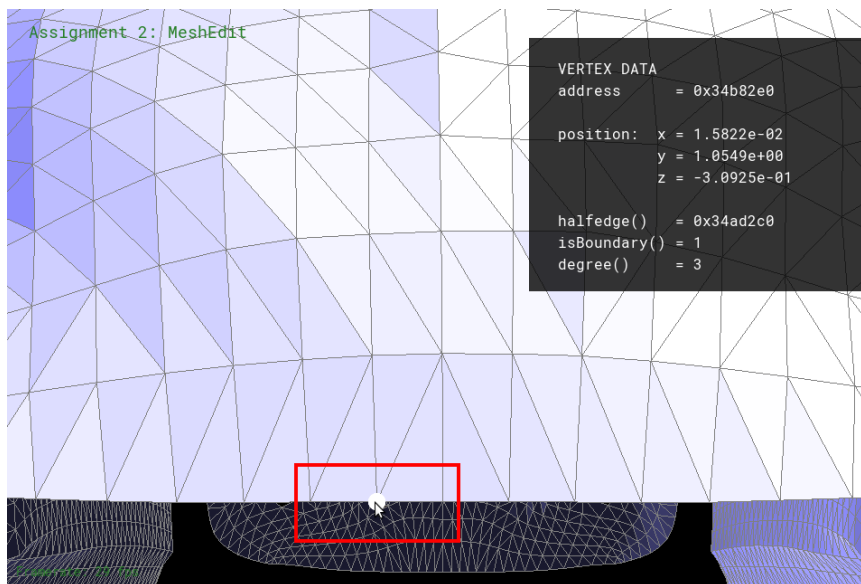 Assignment 2: MeshEdit
VERTEX DATA
address = 0x34b82e0
position: x = 1.5822e-02
y = 1.0549e+00
z = -3.0925e-01
halfedge() = 0x34ad2c0
isBoundary() = 1
degree() = 3